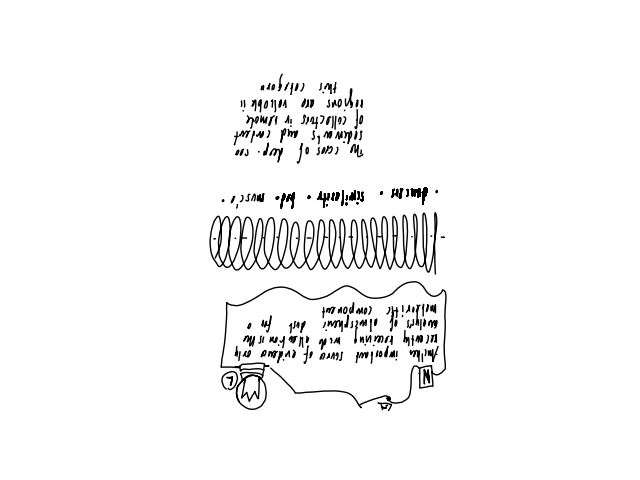 N L
Another important source of evidence only
recently receiving wide attention is the
analysis of atmospheric dust for a
meteoritic component
· dancers · similarity · bad · music ·
The cores of deep-sea
sediments and content
of collectors in remote
regions are valuable in
this category